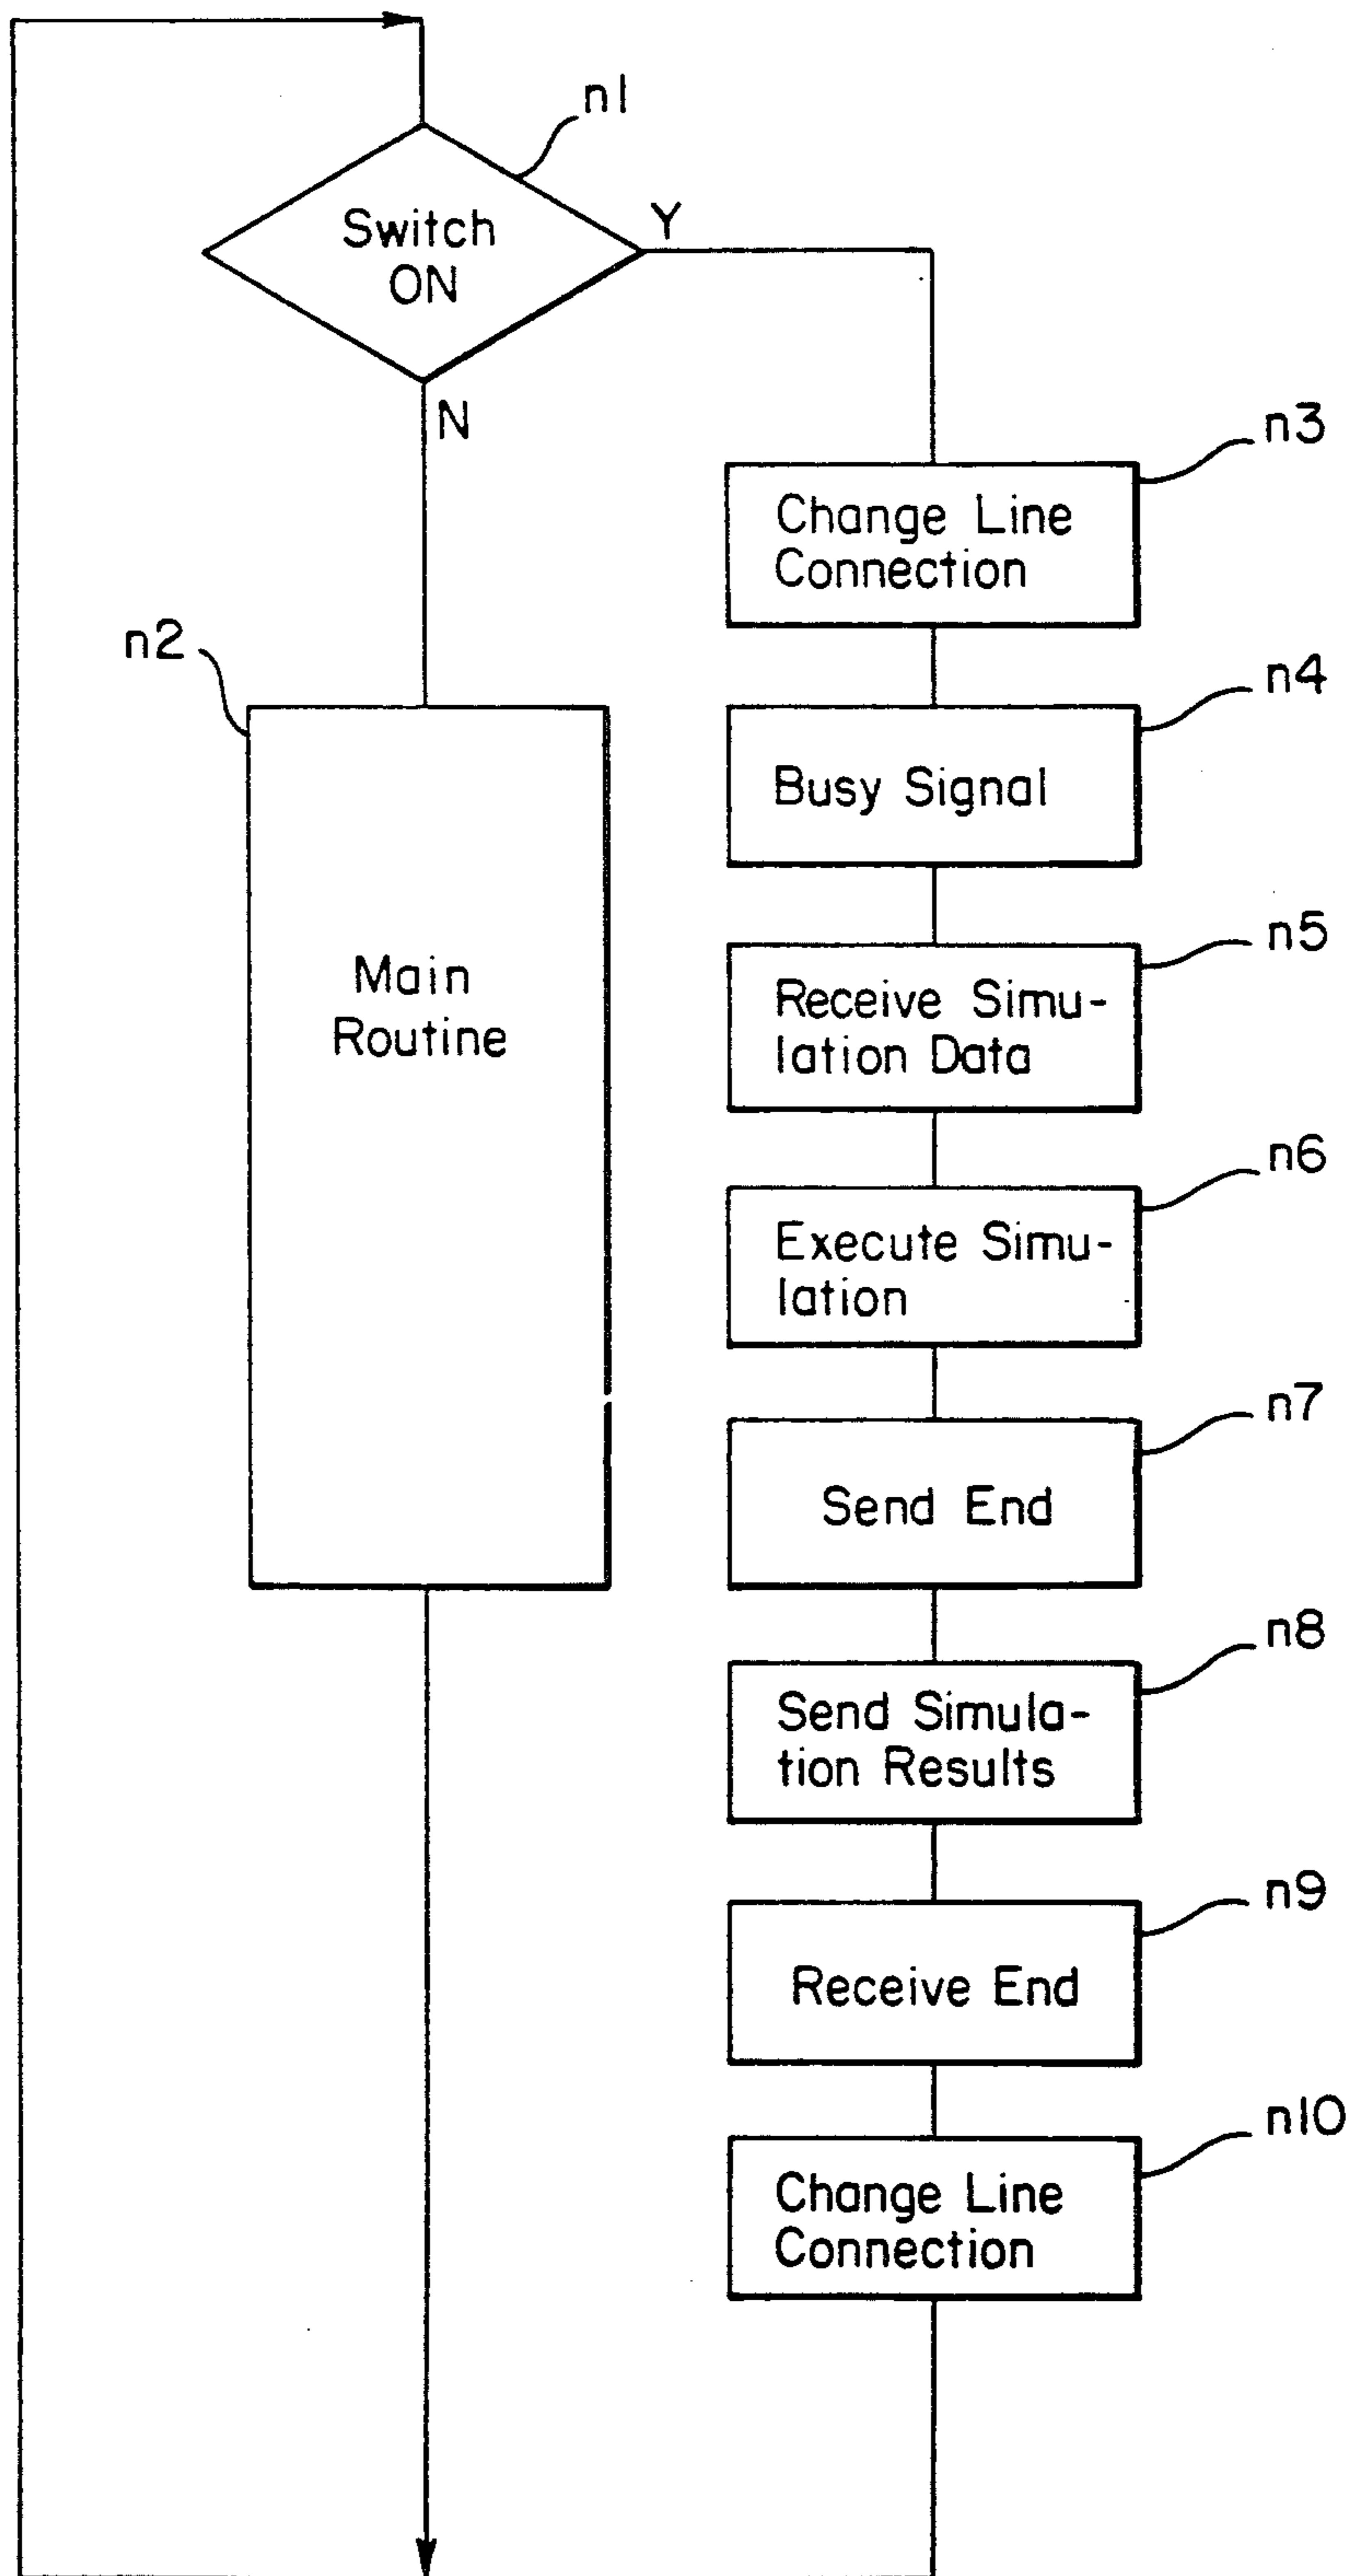 n1
Switch
ON
Y
N
n3
Change Line
Connection
n2
n4
Busy Signal
n5
Main
Routine
Receive Simu-
lation Data
n6
Execute Simu-
lation
n7
Send End
n8
Send Simula-
tion Results
n9
Receive End
n10
Change Line
Connection